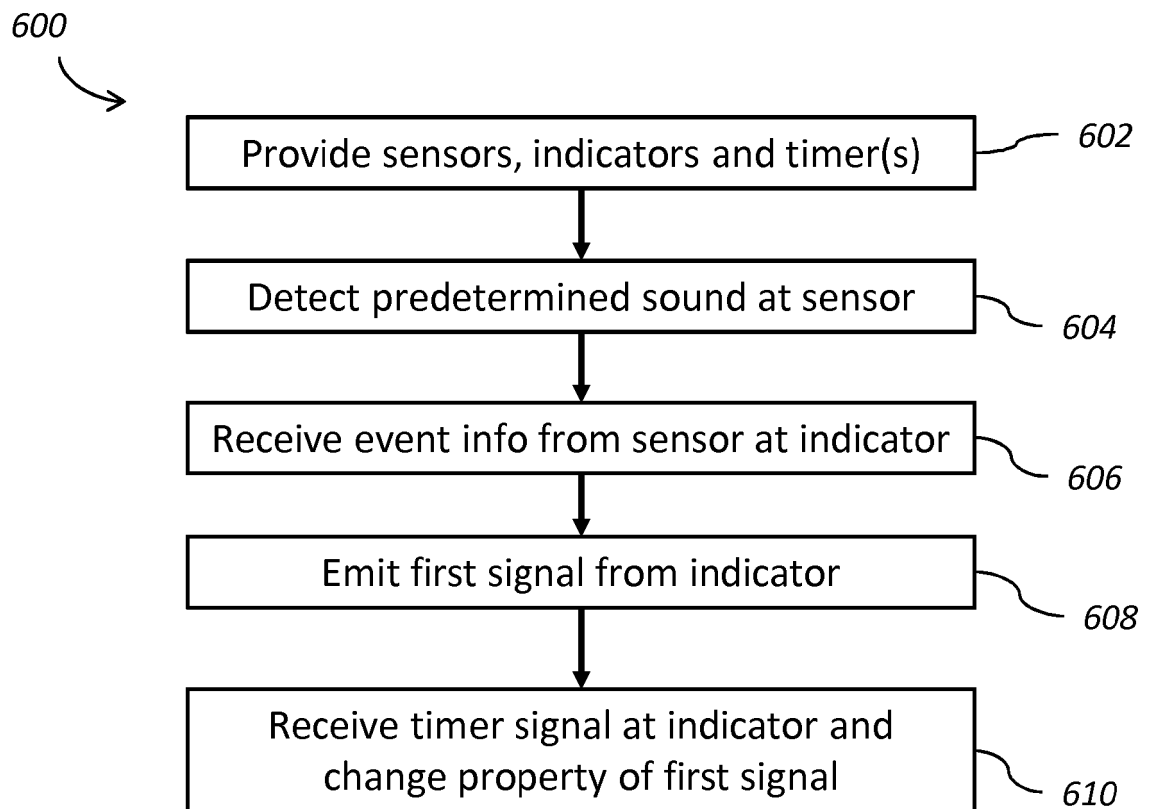 600
Provide sensors, indicators and timer(s)
602
Detect predetermined sound at sensor
604
Receive event info from sensor at indicator
606
Emit first signal from indicator
608
Receive timer signal at indicator and
change property of first signal
610